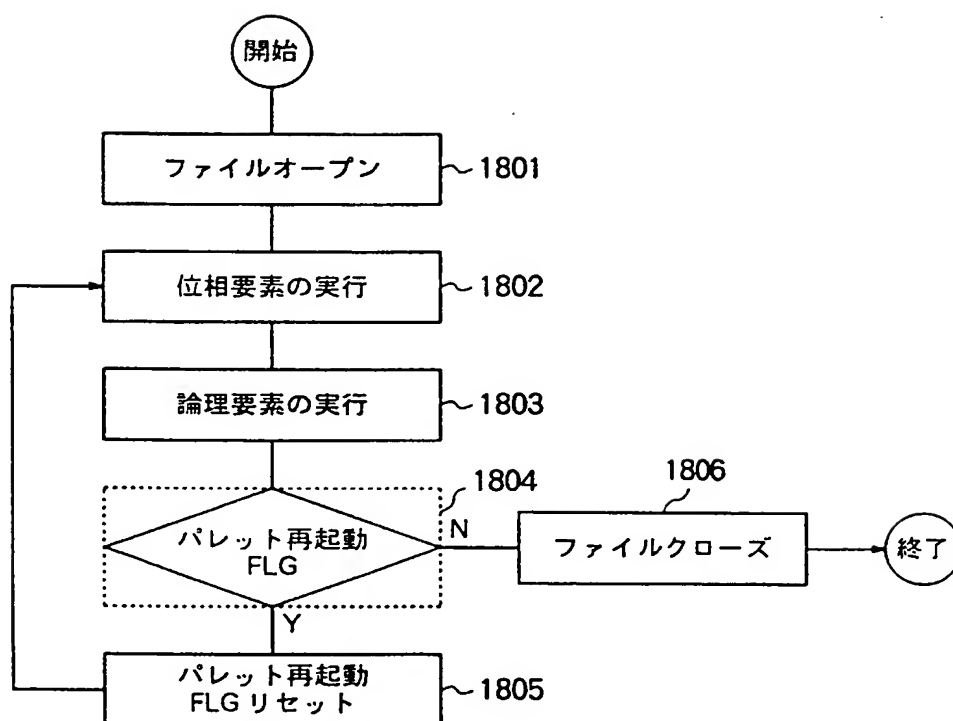 開始
ファイルオープン
1801
位相要素の実行
1802
論理要素の実行
1803
1804
パレット再起動
FLG
N
Y
1806
ファイルクローズ
終了
パレット再起動
FLG リセット
1805